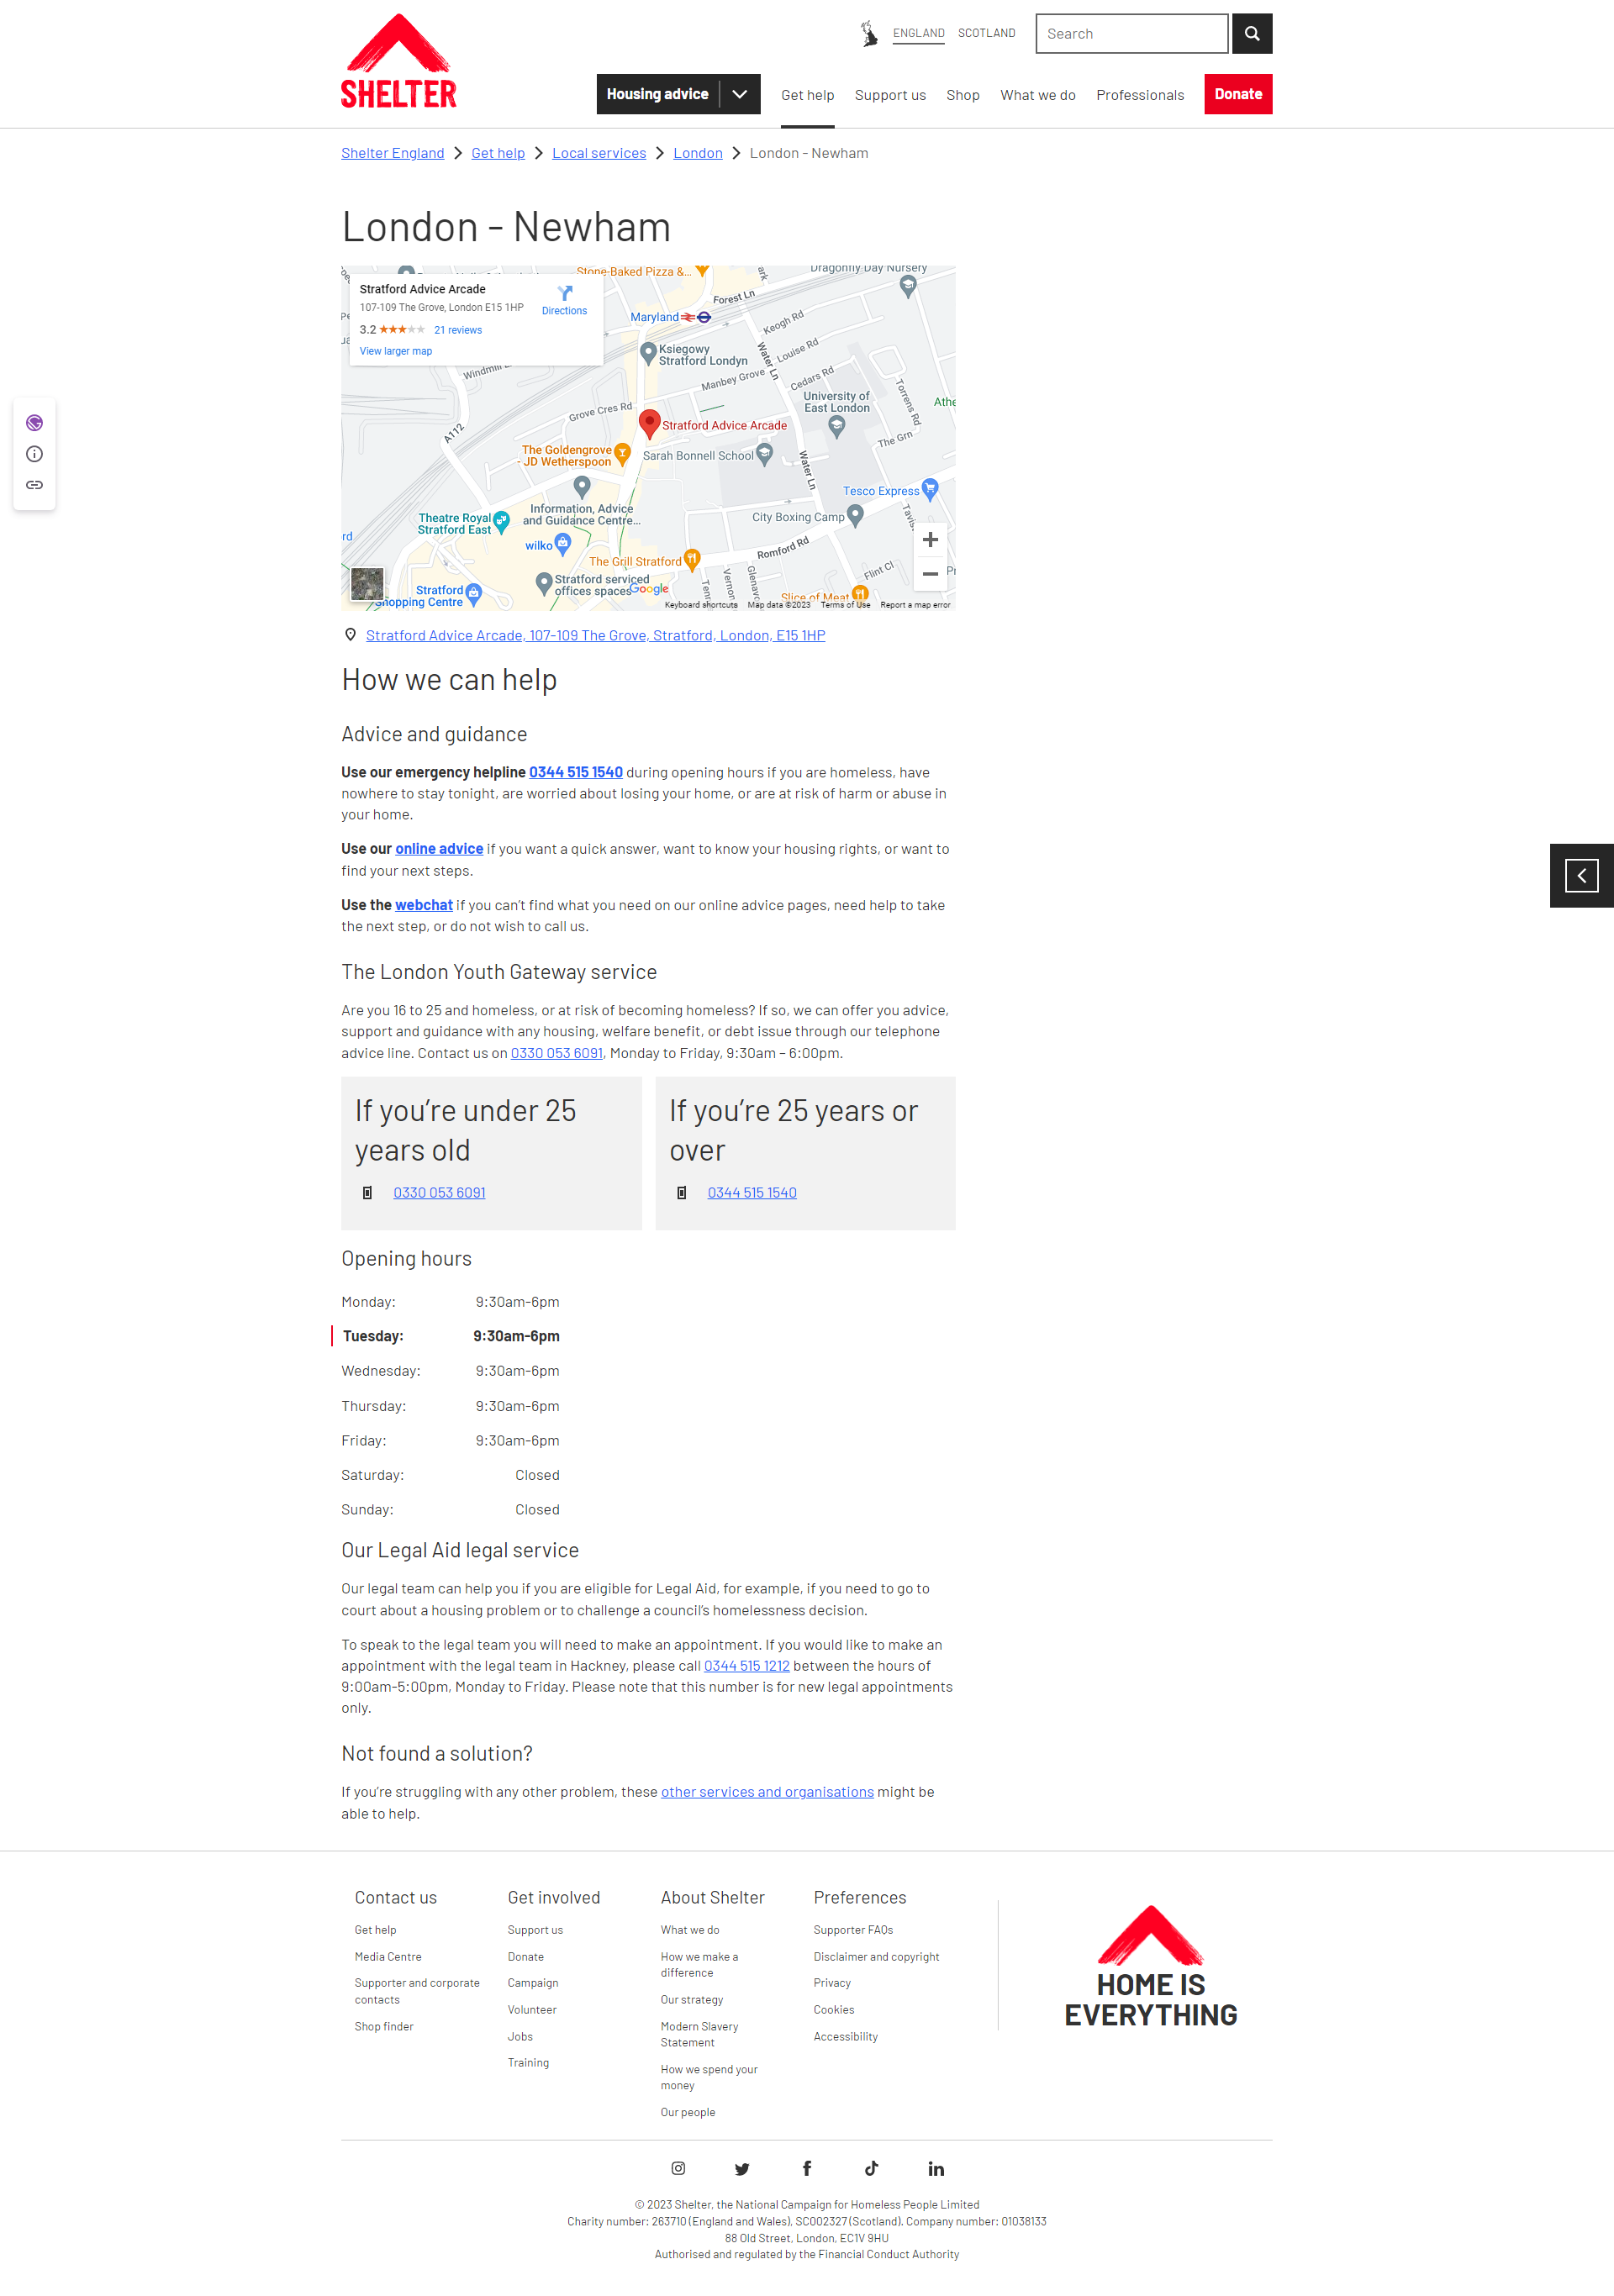 SHELTER
ENGLAND
SCOTLAND
Search
Housing advice
Get help
Support us
Shop
What we do
Professionals
Donate
Shelter England
Get help
Local services
London
London - Newham
London - Newham
Stratford Advice Arcade
107-109 The Grove, London E15 1HP
Directions
3.2
21 reviews
View larger map
Stone-Baked Pizza &...
Dragonfly Day Nursery
Forest Ln
Maryland
Keogh Rd
Ksiegowy
Stratford Londyn
Water Ln
Louise Rd
Windmill
Manbey Grove
Cedars Rd
Torrens Rd
University of
East London
Grove Cres Rd
A112
Stratford Advice Arcade
The Grn
The Goldengrove
- JD Wetherspoon
Sarah Bonnell School
Water Ln
Tesco Express
Information, Advice
and Guidance Centre...
City Boxing Camp
Theatre Royal
Stratford East
wilko
Romford Rd
The Grill Stratford
Flint Cl
Stratford serviced
offices spaces
Google
Stratford
Shopping Centre
Vernon
Slice of Meat
Keyboard shortcuts
Map data ©2023
Terms of Use
Report a map error
Stratford Advice Arcade, 107-109 The Grove, Stratford, London, E15 1HP
How we can help
Advice and guidance
Use our emergency helpline 0344 515 1540 during opening hours if you are homeless, have
nowhere to stay tonight, are worried about losing your home, or are at risk of harm or abuse in
your home.
Use our online advice if you want a quick answer, want to know your housing rights, or want to
find your next steps.
Use the webchat if you can’t find what you need on our online advice pages, need help to take
the next step, or do not wish to call us.
The London Youth Gateway service
Are you 16 to 25 and homeless, or at risk of becoming homeless? If so, we can offer you advice,
support and guidance with any housing, welfare benefit, or debt issue through our telephone
advice line. Contact us on 0330 053 6091, Monday to Friday, 9:30am – 6:00pm.
If you’re under 25
years old
0330 053 6091
If you’re 25 years or
over
0344 515 1540
Opening hours
Monday: 9:30am-6pm
Tuesday: 9:30am-6pm
Wednesday: 9:30am-6pm
Thursday: 9:30am-6pm
Friday: 9:30am-6pm
Saturday: Closed
Sunday: Closed
Our Legal Aid legal service
Our legal team can help you if you are eligible for Legal Aid, for example, if you need to go to
court about a housing problem or to challenge a council’s homelessness decision.
To speak to the legal team you will need to make an appointment. If you would like to make an
appointment with the legal team in Hackney, please call 0344 515 1212 between the hours of
9:00am-5:00pm, Monday to Friday. Please note that this number is for new legal appointments
only.
Not found a solution?
If you’re struggling with any other problem, these other services and organisations might be
able to help.
Contact us
Get help
Media Centre
Supporter and corporate
contacts
Shop finder
Get involved
Support us
Donate
Campaign
Volunteer
Jobs
Training
About Shelter
What we do
How we make a
difference
Our strategy
Modern Slavery
Statement
How we spend your
money
Our people
Preferences
Supporter FAQs
Disclaimer and copyright
Privacy
Cookies
Accessibility
HOME IS
EVERYTHING
© 2023 Shelter, the National Campaign for Homeless People Limited
Charity number: 263710 (England and Wales), SC002327 (Scotland). Company number: 01038133
88 Old Street, London, EC1V 9HU
Authorised and regulated by the Financial Conduct Authority